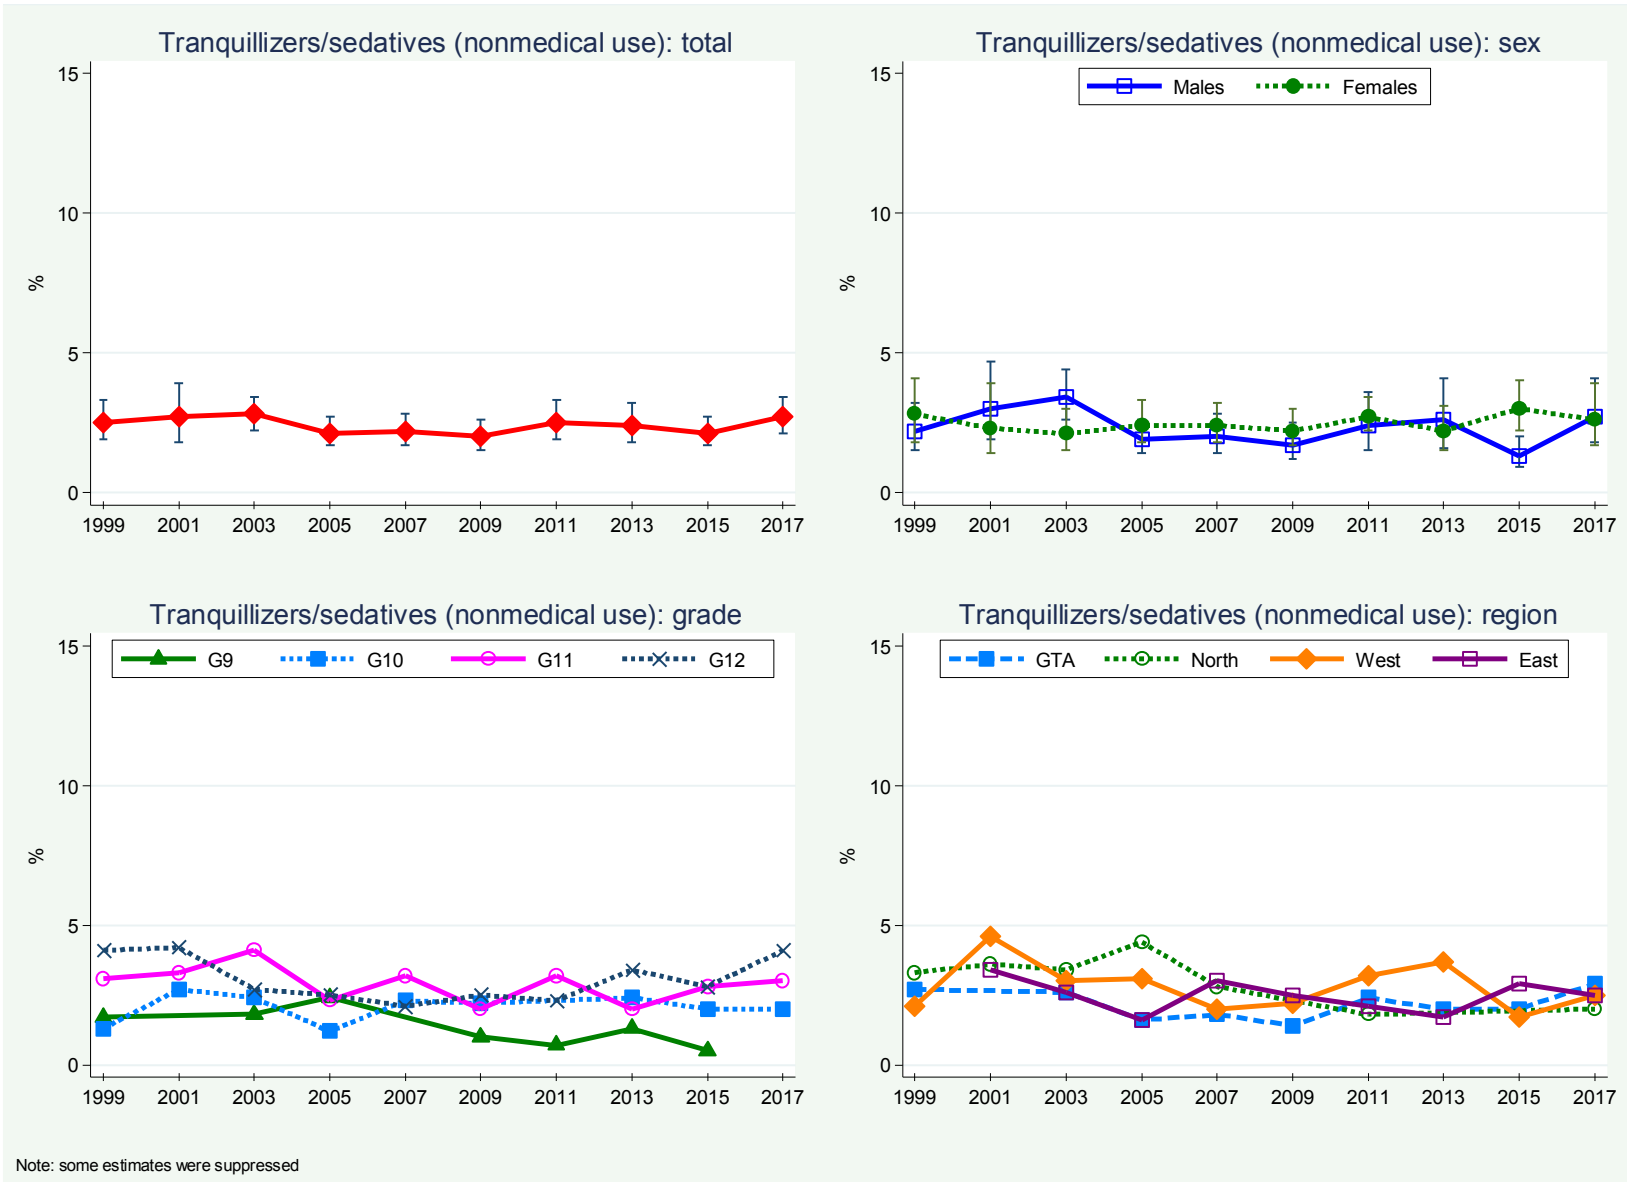 Tranquillizers/sedatives (nonmedical use): total
15
10
5
0
%
1999 2001 2003 2005 2007 2009 2011 2013 2015 2017
Tranquillizers/sedatives (nonmedical use): sex
Males Females
15
10
5
0
%
1999 2001 2003 2005 2007 2009 2011 2013 2015 2017
Tranquillizers/sedatives (nonmedical use): grade
G9 G10 G11 G12
15
10
5
0
%
1999 2001 2003 2005 2007 2009 2011 2013 2015 2017
Tranquillizers/sedatives (nonmedical use): region
GTA North West East
15
10
5
0
%
1999 2001 2003 2005 2007 2009 2011 2013 2015 2017
Note: some estimates were suppressed